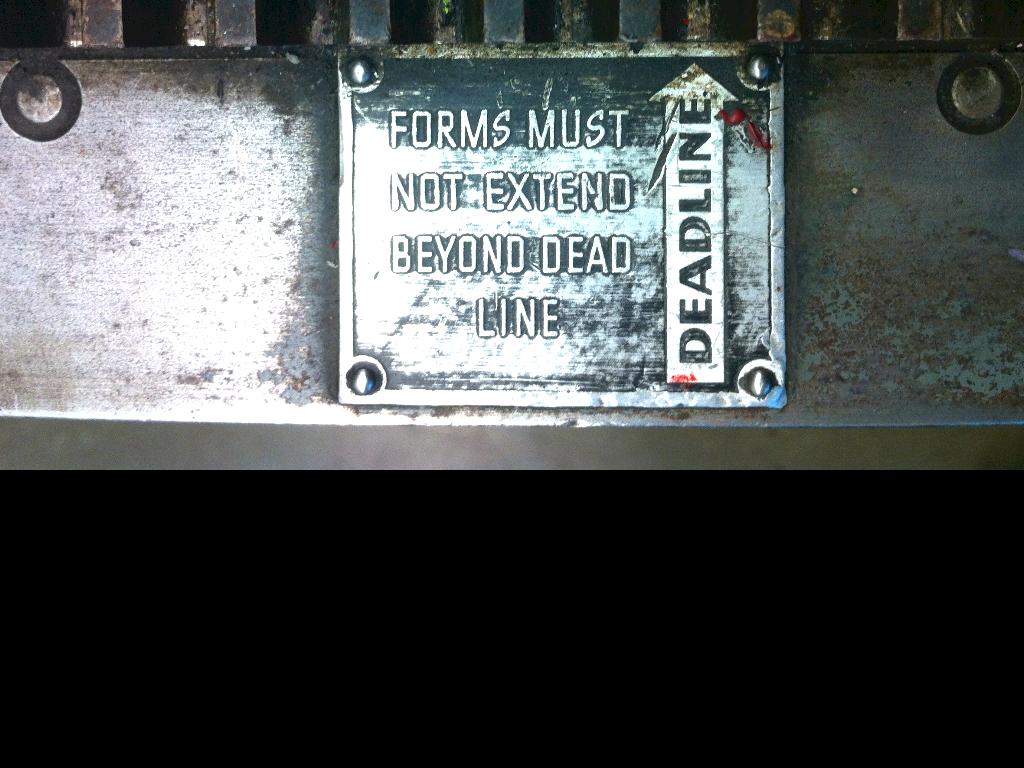 FORMS MUST
NOT EXTEND
BEYOND DEAD
LINE
DEADLINE